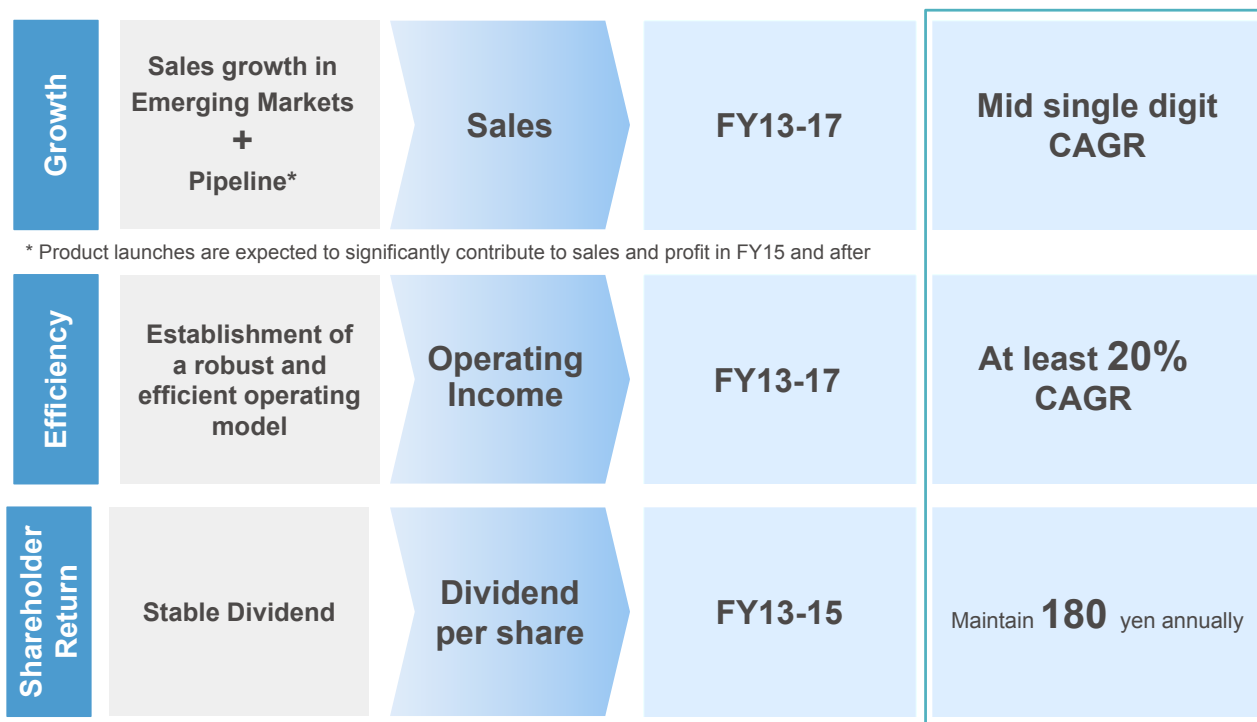 Growth
Sales growth in
Emerging Markets
+
Pipeline*
Sales
FY13-17
Mid single digit
CAGR
* Product launches are expected to significantly contribute to sales and profit in FY15 and after
Efficiency
Establishment of
a robust and
efficient operating
model
Operating
Income
FY13-17
At least 20%
CAGR
Shareholder
Return
Stable Dividend
Dividend
per share
FY13-15
Maintain 180 yen annually